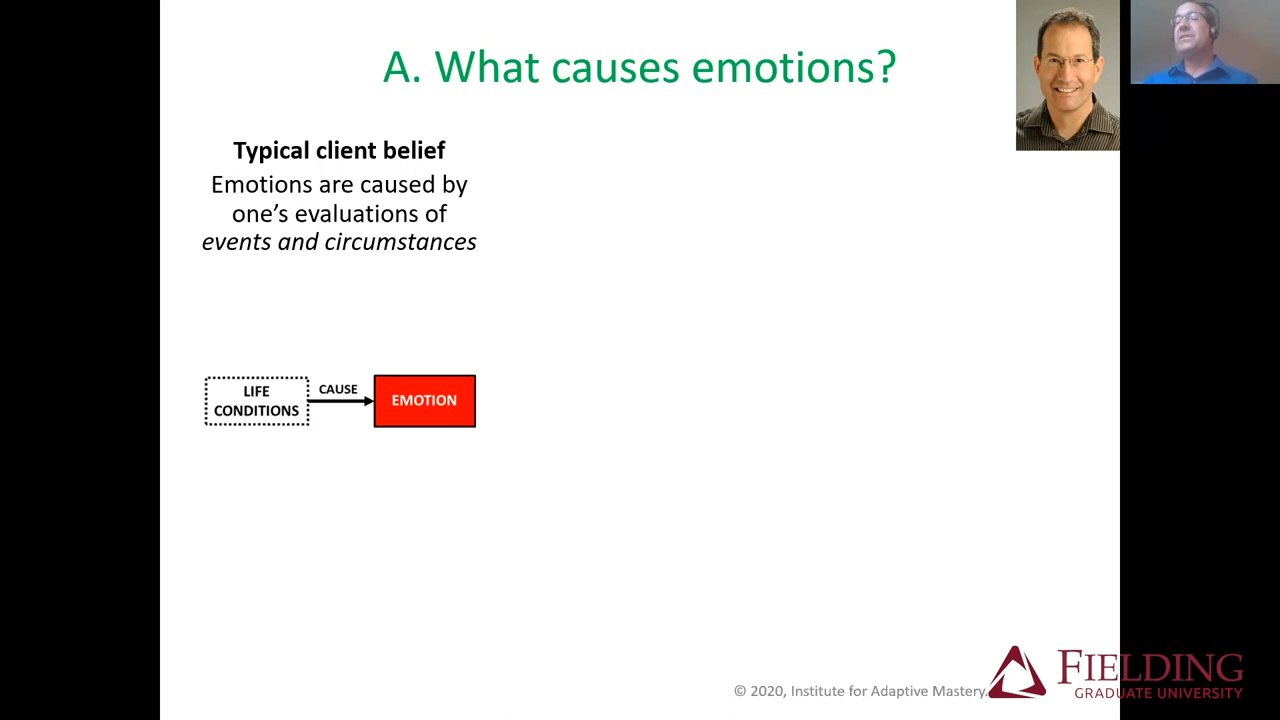 A. What causes emotions?
Typical client belief
Emotions are caused by
one’s evaluations of
events and circumstances
LIFE
CONDITIONS
CAUSE
EMOTION
© 2020, Institute for Adaptive Mastery.
FIELDING
GRADUATE UNIVERSITY